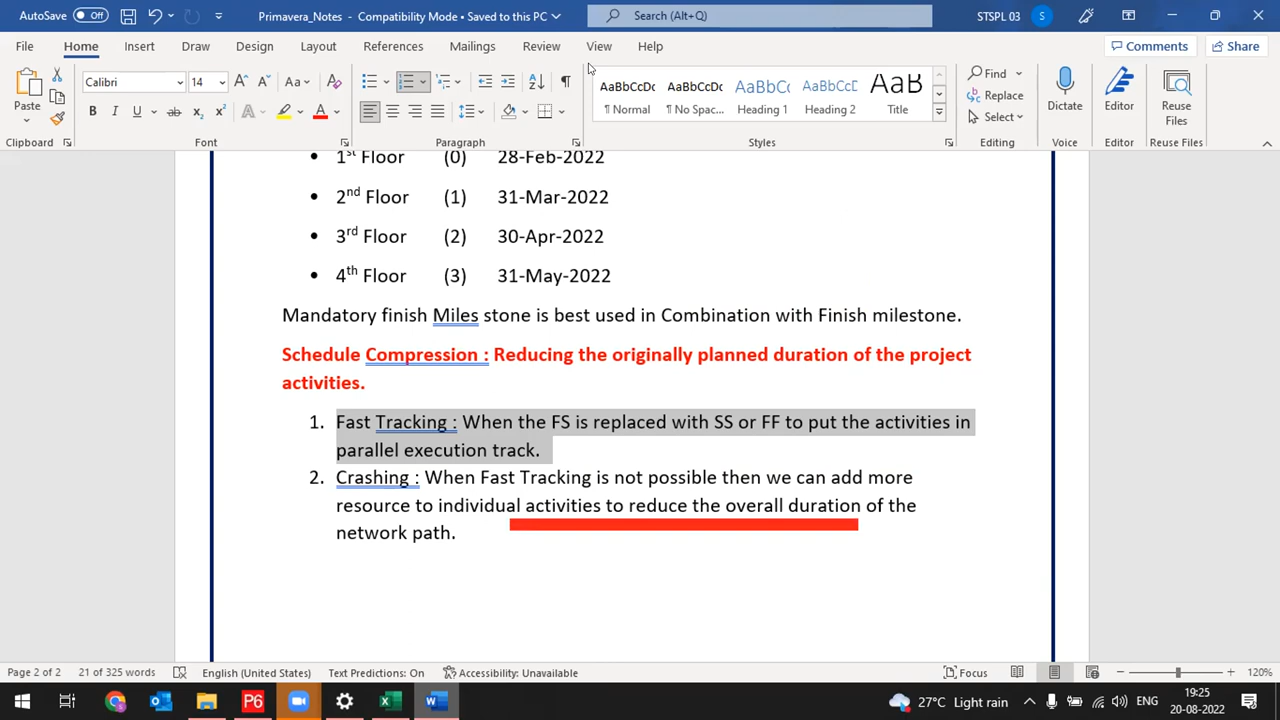 AutoSave Off Primavera_Notes - Compatibility Mode • Saved to this PC Search (Alt+Q) STSPL 03 S
File Home Insert Draw Design Layout References Mailings Review View Help Comments Share
Paste Calibri 14 Aa B I U ab x₂ x² A A
AaBbCcDc AaBbCcDc AaBbCc AaBbCcD AaB
¶ Normal ¶ No Spac... Heading 1 Heading 2 Title
Find Replace Select Dictate Editor Reuse Files
Clipboard Font Paragraph Styles Editing Voice Editor Reuse Files
1st Floor (0) 28-Feb-2022
2nd Floor (1) 31-Mar-2022
3rd Floor (2) 30-Apr-2022
4th Floor (3) 31-May-2022
Mandatory finish Miles stone is best used in Combination with Finish milestone.
Schedule Compression : Reducing the originally planned duration of the project
activities.
1. Fast Tracking : When the FS is replaced with SS or FF to put the activities in
parallel execution track.
2. Crashing : When Fast Tracking is not possible then we can add more
resource to individual activities to reduce the overall duration of the
network path.
Page 2 of 2 21 of 325 words English (United States) Text Predictions: On Accessibility: Unavailable Focus 120%
P6 27°C Light rain ENG 19:25
20-08-2022